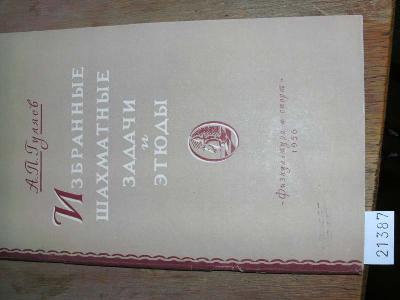 А.П.Гуляев
ИЗБРАННЫЕ
ШАХМАТНЫЕ
ЗАДАЧИ
и
ЭТЮДЫ
„Физкультура и спорт“
1956
21387